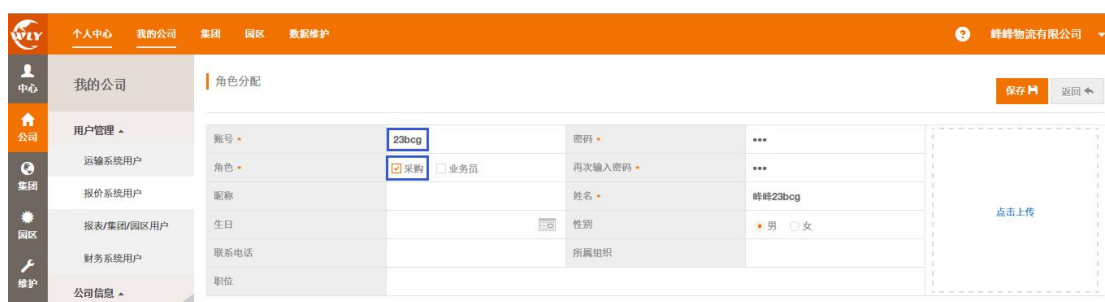 WLY 个人中心 我的公司 集团 园区 数据维护 ? 峰峰物流有限公司
中心 我的公司 角色分配 保存 返回
公司 用户管理
账号 * 23bcg 密码 * •••
运输系统用户 角色 * 采购 业务员 再次输入密码 * •••
集团 报价系统用户 昵称 姓名 * 峰峰23bcg
点击上传
园区 报表/集团/园区用户 生日 性别 男 女
财务系统用户 联系电话 所属组织
维护 公司信息 职位